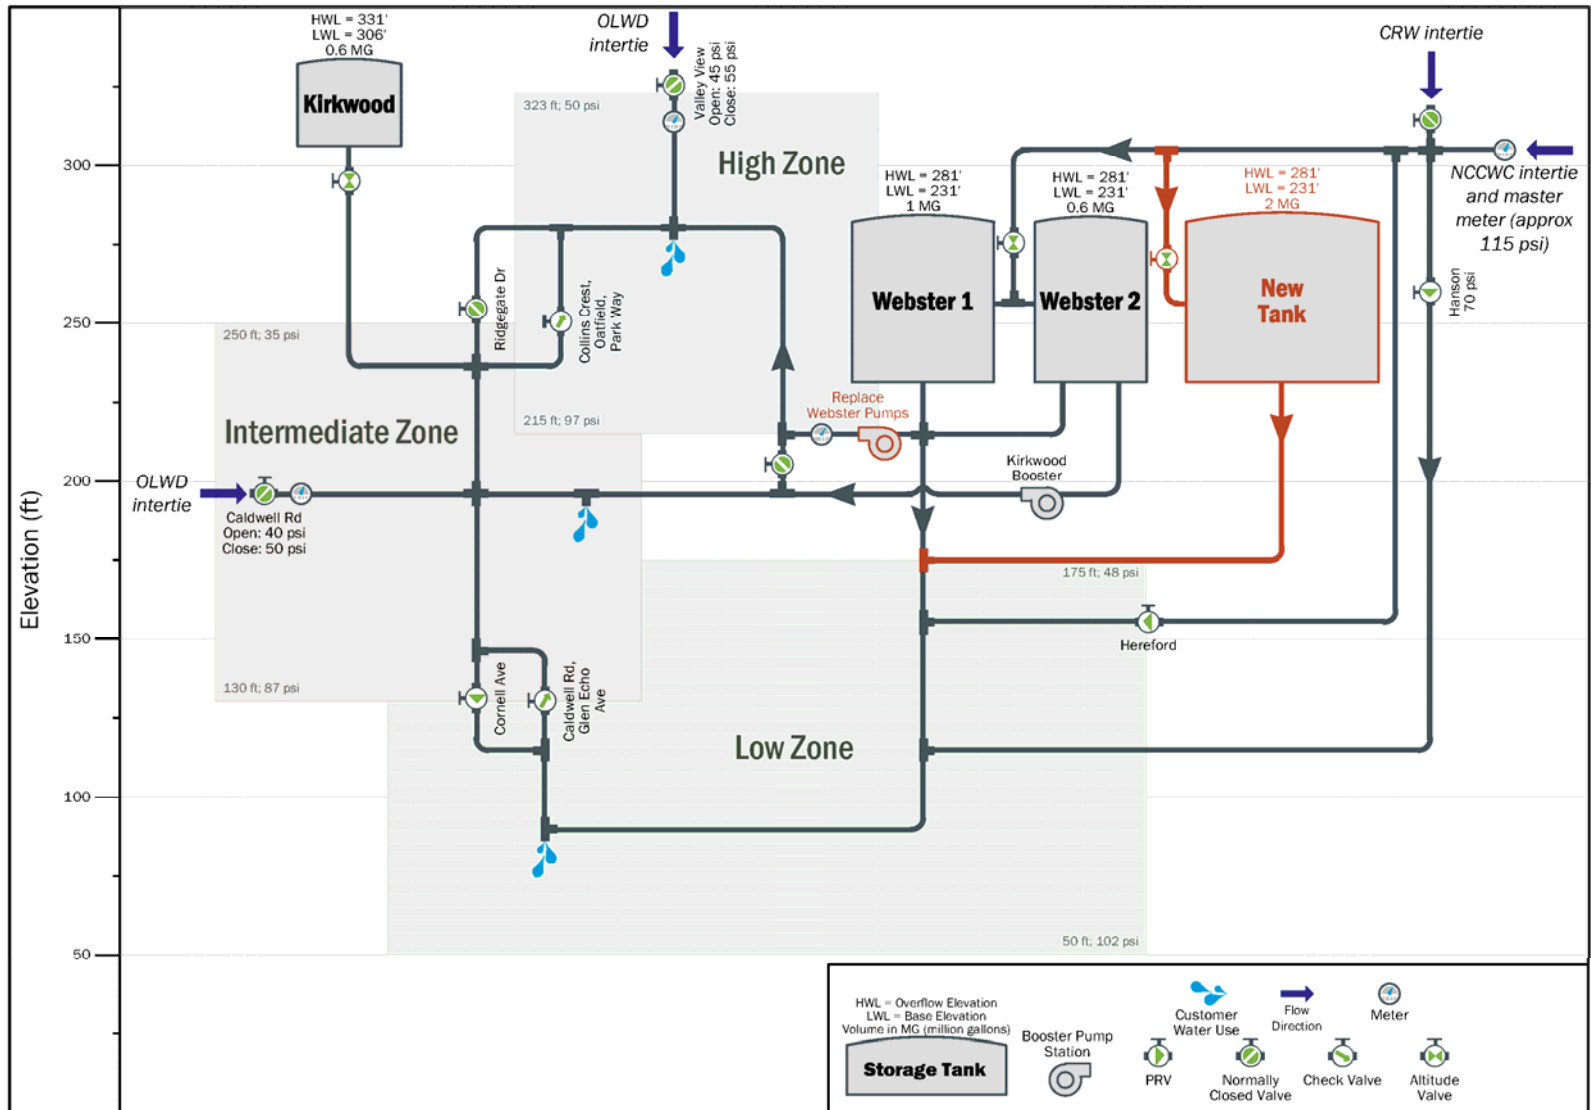 HWL = 331'
LWL = 306'
0.6 MG
Kirkwood
OLWD
intertie
Valley View
Open: 45 psi
Close: 55 psi
CRW intertie
323 ft; 50 psi
High Zone
HWL = 281'
LWL = 231'
1 MG
HWL = 281'
LWL = 231'
0.6 MG
HWL = 281'
LWL = 231'
2 MG
NCCWC intertie
and master
meter (approx
115 psi)
Webster 1
Webster 2
New
Tank
Hanson
70 psi
Ridgegate Dr
Collins Crest,
Oatfield,
Park Way
300
250
200
150
100
50
Elevation (ft)
250 ft; 35 psi
Intermediate Zone
215 ft; 97 psi
Replace
Webster Pumps
Kirkwood
Booster
OLWD
intertie
Caldwell Rd
Open: 40 psi
Close: 50 psi
175 ft; 48 psi
Hereford
130 ft; 87 psi
Cornell Ave
Caldwell Rd,
Glen Echo
Ave
Low Zone
50 ft; 102 psi
HWL = Overflow Elevation
LWL = Base Elevation
Volume in MG (million gallons)
Storage Tank
Booster Pump
Station
Customer
Water Use
Flow
Direction
Meter
PRV
Normally
Closed Valve
Check Valve
Altitude
Valve